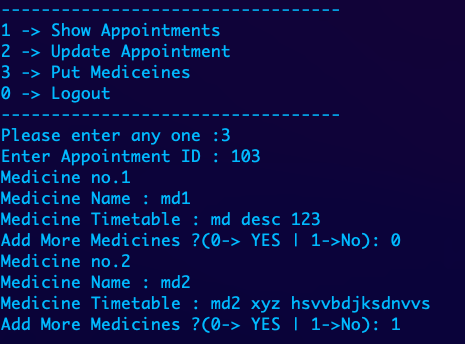 ----------------------------------
1 -> Show Appointments
2 -> Update Appointment
3 -> Put Mediceines
0 -> Logout
----------------------------------
Please enter any one :3
Enter Appointment ID : 103
Medicine no.1
Medicine Name : md1
Medicine Timetable : md desc 123
Add More Medicines ?(0-> YES | 1->No): 0
Medicine no.2
Medicine Name : md2
Medicine Timetable : md2 xyz hsvvbdjksdnvvs
Add More Medicines ?(0-> YES | 1->No): 1